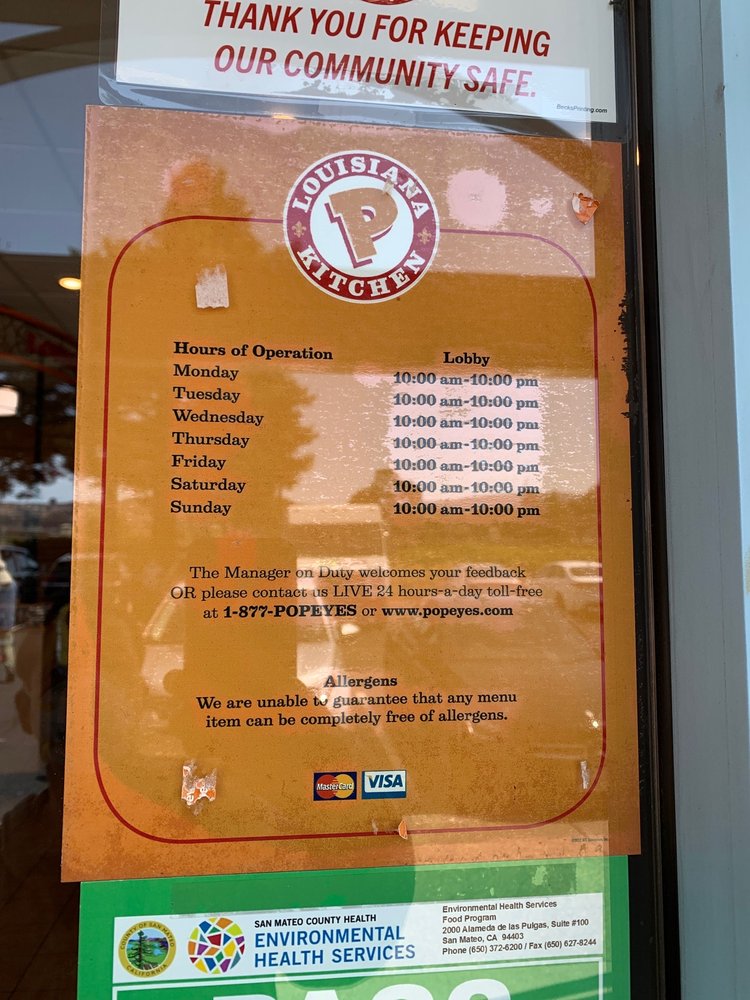 THANK YOU FOR KEEPING
OUR COMMUNITY SAFE.
BecksPrinting.com
LOUISIANA
P
KITCHEN
Hours of Operation Lobby
Monday 10:00 am-10:00 pm
Tuesday 10:00 am-10:00 pm
Wednesday 10:00 am-10:00 pm
Thursday 10:00 am-10:00 pm
Friday 10:00 am-10:00 pm
Saturday 10:00 am-10:00 pm
Sunday 10:00 am-10:00 pm
The Manager on Duty welcomes your feedback
OR please contact us LIVE 24 hours-a-day toll-free
at 1-877-POPEYES or www.popeyes.com
Allergens
We are unable to guarantee that any menu
item can be completely free of allergens.
MasterCard VISA
COUNTY OF SAN MATEO
CALIFORNIA
SAN MATEO COUNTY HEALTH
ENVIRONMENTAL
HEALTH SERVICES
Environmental Health Services
Food Program
2000 Alameda de las Pulgas, Suite #100
San Mateo, CA 94403
Phone (650) 372-6200 / Fax (650) 627-8244
PASS